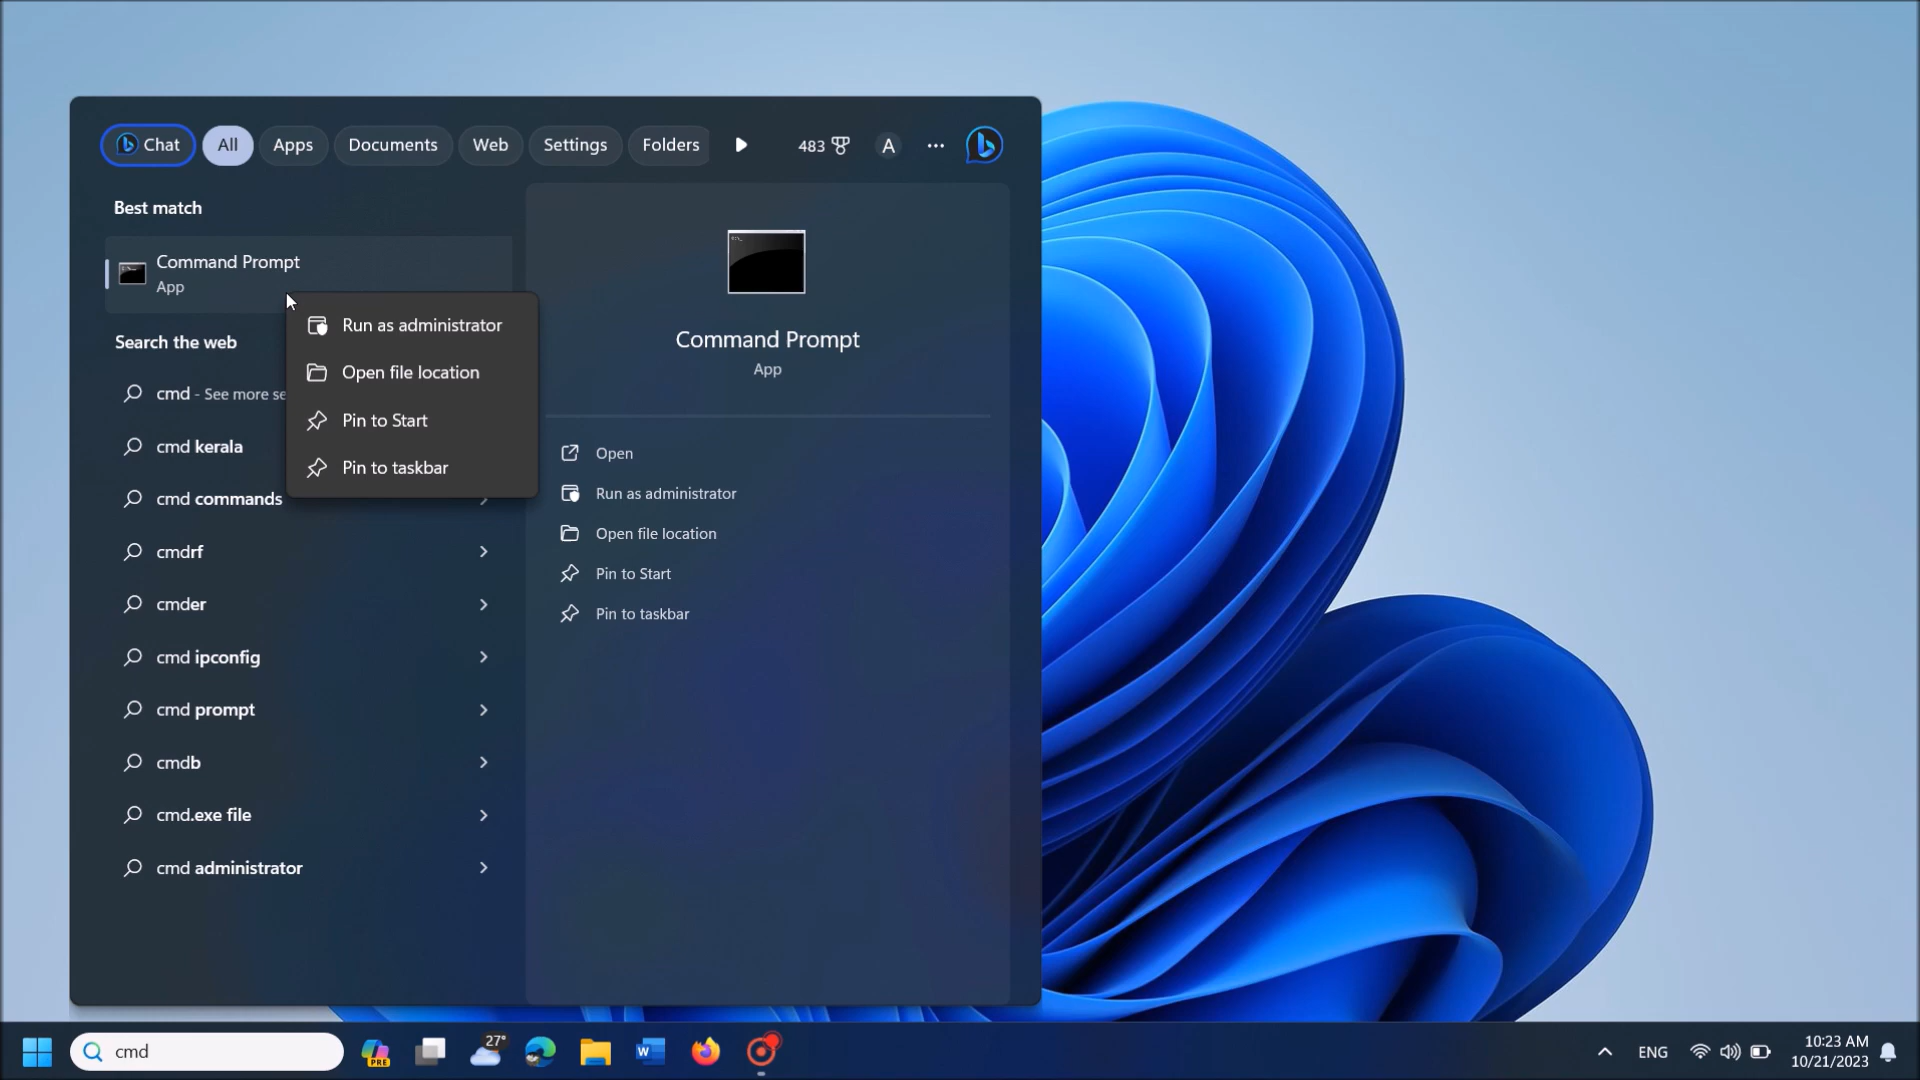 Chat All Apps Documents Web Settings Folders 483 A
Best match
Command Prompt
App
Run as administrator
Open file location
Pin to Start
Pin to taskbar
Search the web
cmd - See more se
cmd kerala
cmd commands
cmdrf
cmder
cmd ipconfig
cmd prompt
cmdb
cmd.exe file
cmd administrator
Command Prompt
App
Open
Run as administrator
Open file location
Pin to Start
Pin to taskbar
cmd
PRE
27°
W
ENG
10:23 AM
10/21/2023